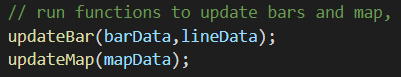 // run functions to update bars and map,
updateBar(barData,lineData);
updateMap(mapData);